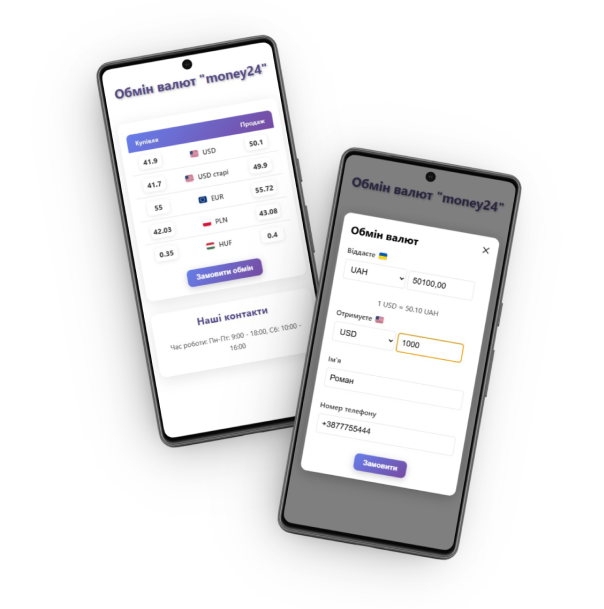 Обмін валют "money24"
Купівля Продаж
41.9 USD 50.1
41.7 USD старі 49.9
55 EUR 55.72
42.03 PLN 43.08
0.35 HUF 0.4
Замовити обмін
Наші контакти
Час роботи: Пн-Пт: 9:00 - 18:00, Сб: 10:00 -
16:00
Обмін валют "money24"
Обмін валют ×
Віддаєте
UAH 50100,00
1 USD = 50.10 UAH
Отримуєте
USD 1000
Ім'я
Роман
Номер телефону
+3877755444
Замовити